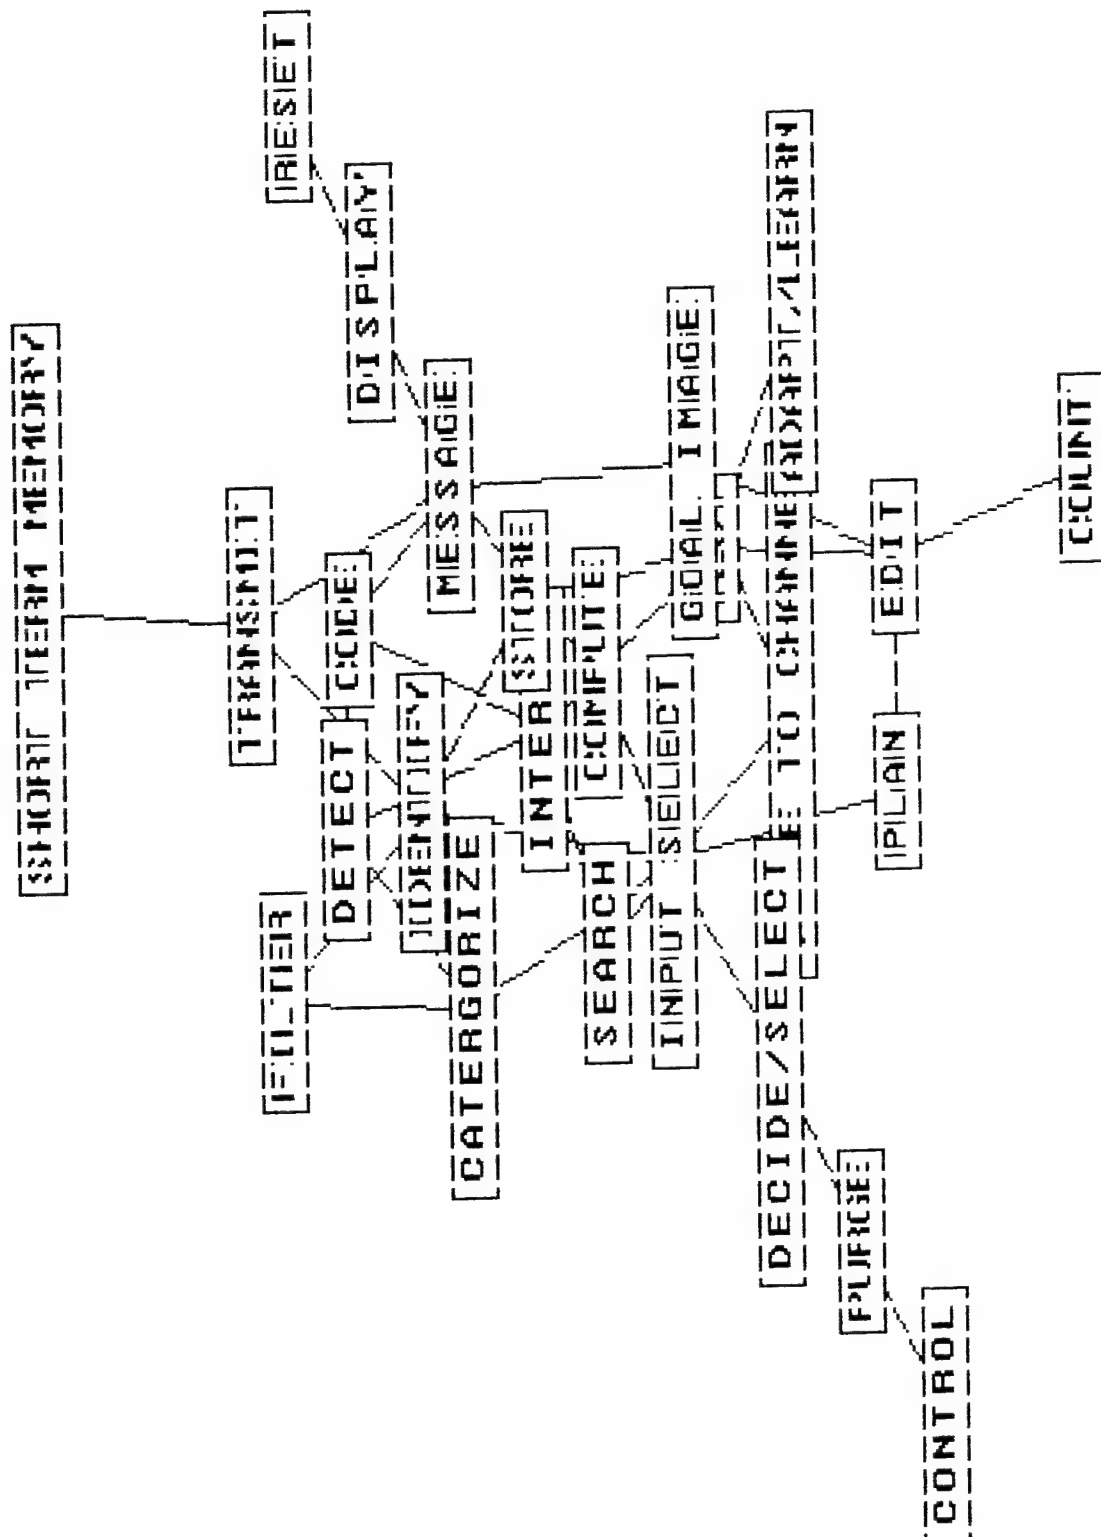 SHORT TERM MEMORY
RESET
DISPLAY
TRANSMIT
CODE
MESSAGE
FILTER
DETECT
IDENTIFY
CATERGORIZE
STORE
INTER
COMPUTE
SEARCH
INPUT SELECT
GOAL IMAGE
ADAPT/LEARN
E TO CHANNE
DECIDE/SELECT
EDIT
PLAN
COUNT
PURGE
CONTROL